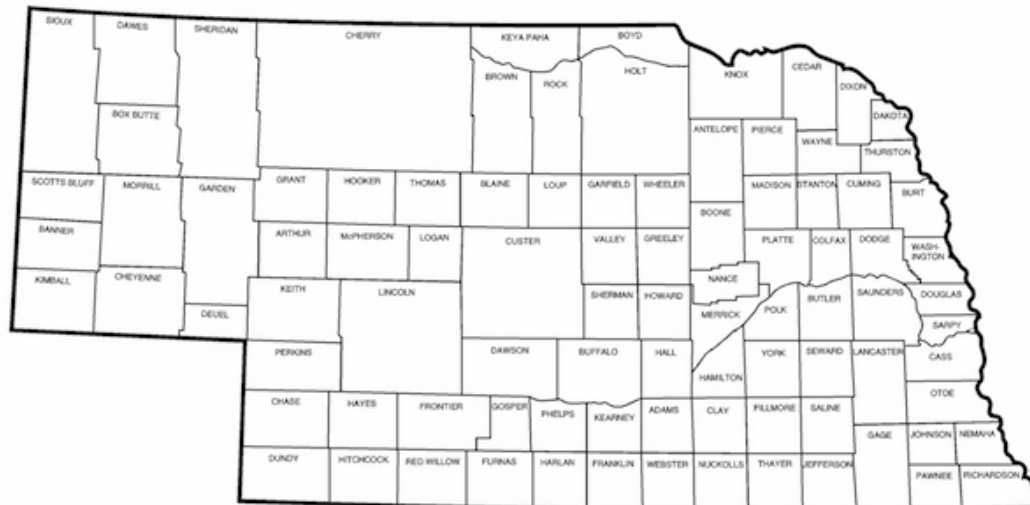 SIOUX
DAWES
SHERIDAN
CHERRY
KEYA PAHA
BOYD
BROWN
ROCK
HOLT
KNOX
CEDAR
DIXON
DAKOTA
BOX BUTTE
ANTELOPE
PIERCE
WAYNE
THURSTON
SCOTTS BLUFF
MORRILL
GARDEN
GRANT
HOOKER
THOMAS
BLAINE
LOUP
GARFIELD
WHEELER
MADISON
STANTON
CUMING
BURT
BANNER
BOONE
ARTHUR
McPHERSON
LOGAN
CUSTER
VALLEY
GREELEY
PLATTE
COLFAX
DODGE
WASH-
INGTON
KIMBALL
CHEYENNE
KEITH
LINCOLN
NANCE
DEUEL
SHERMAN
HOWARD
MERRICK
POLK
BUTLER
SAUNDERS
DOUGLAS
SARPY
PERKINS
DAWSON
BUFFALO
HALL
HAMILTON
YORK
SEWARD
LANCASTER
CASS
OTOE
CHASE
HAYES
FRONTIER
GOSPER
PHELPS
KEARNEY
ADAMS
CLAY
FILLMORE
SALINE
GAGE
JOHNSON
NEMAHA
DUNDY
HITCHCOCK
RED WILLOW
FURNAS
HARLAN
FRANKLIN
WEBSTER
NUCKOLLS
THAYER
JEFFERSON
PAWNEE
RICHARDSON